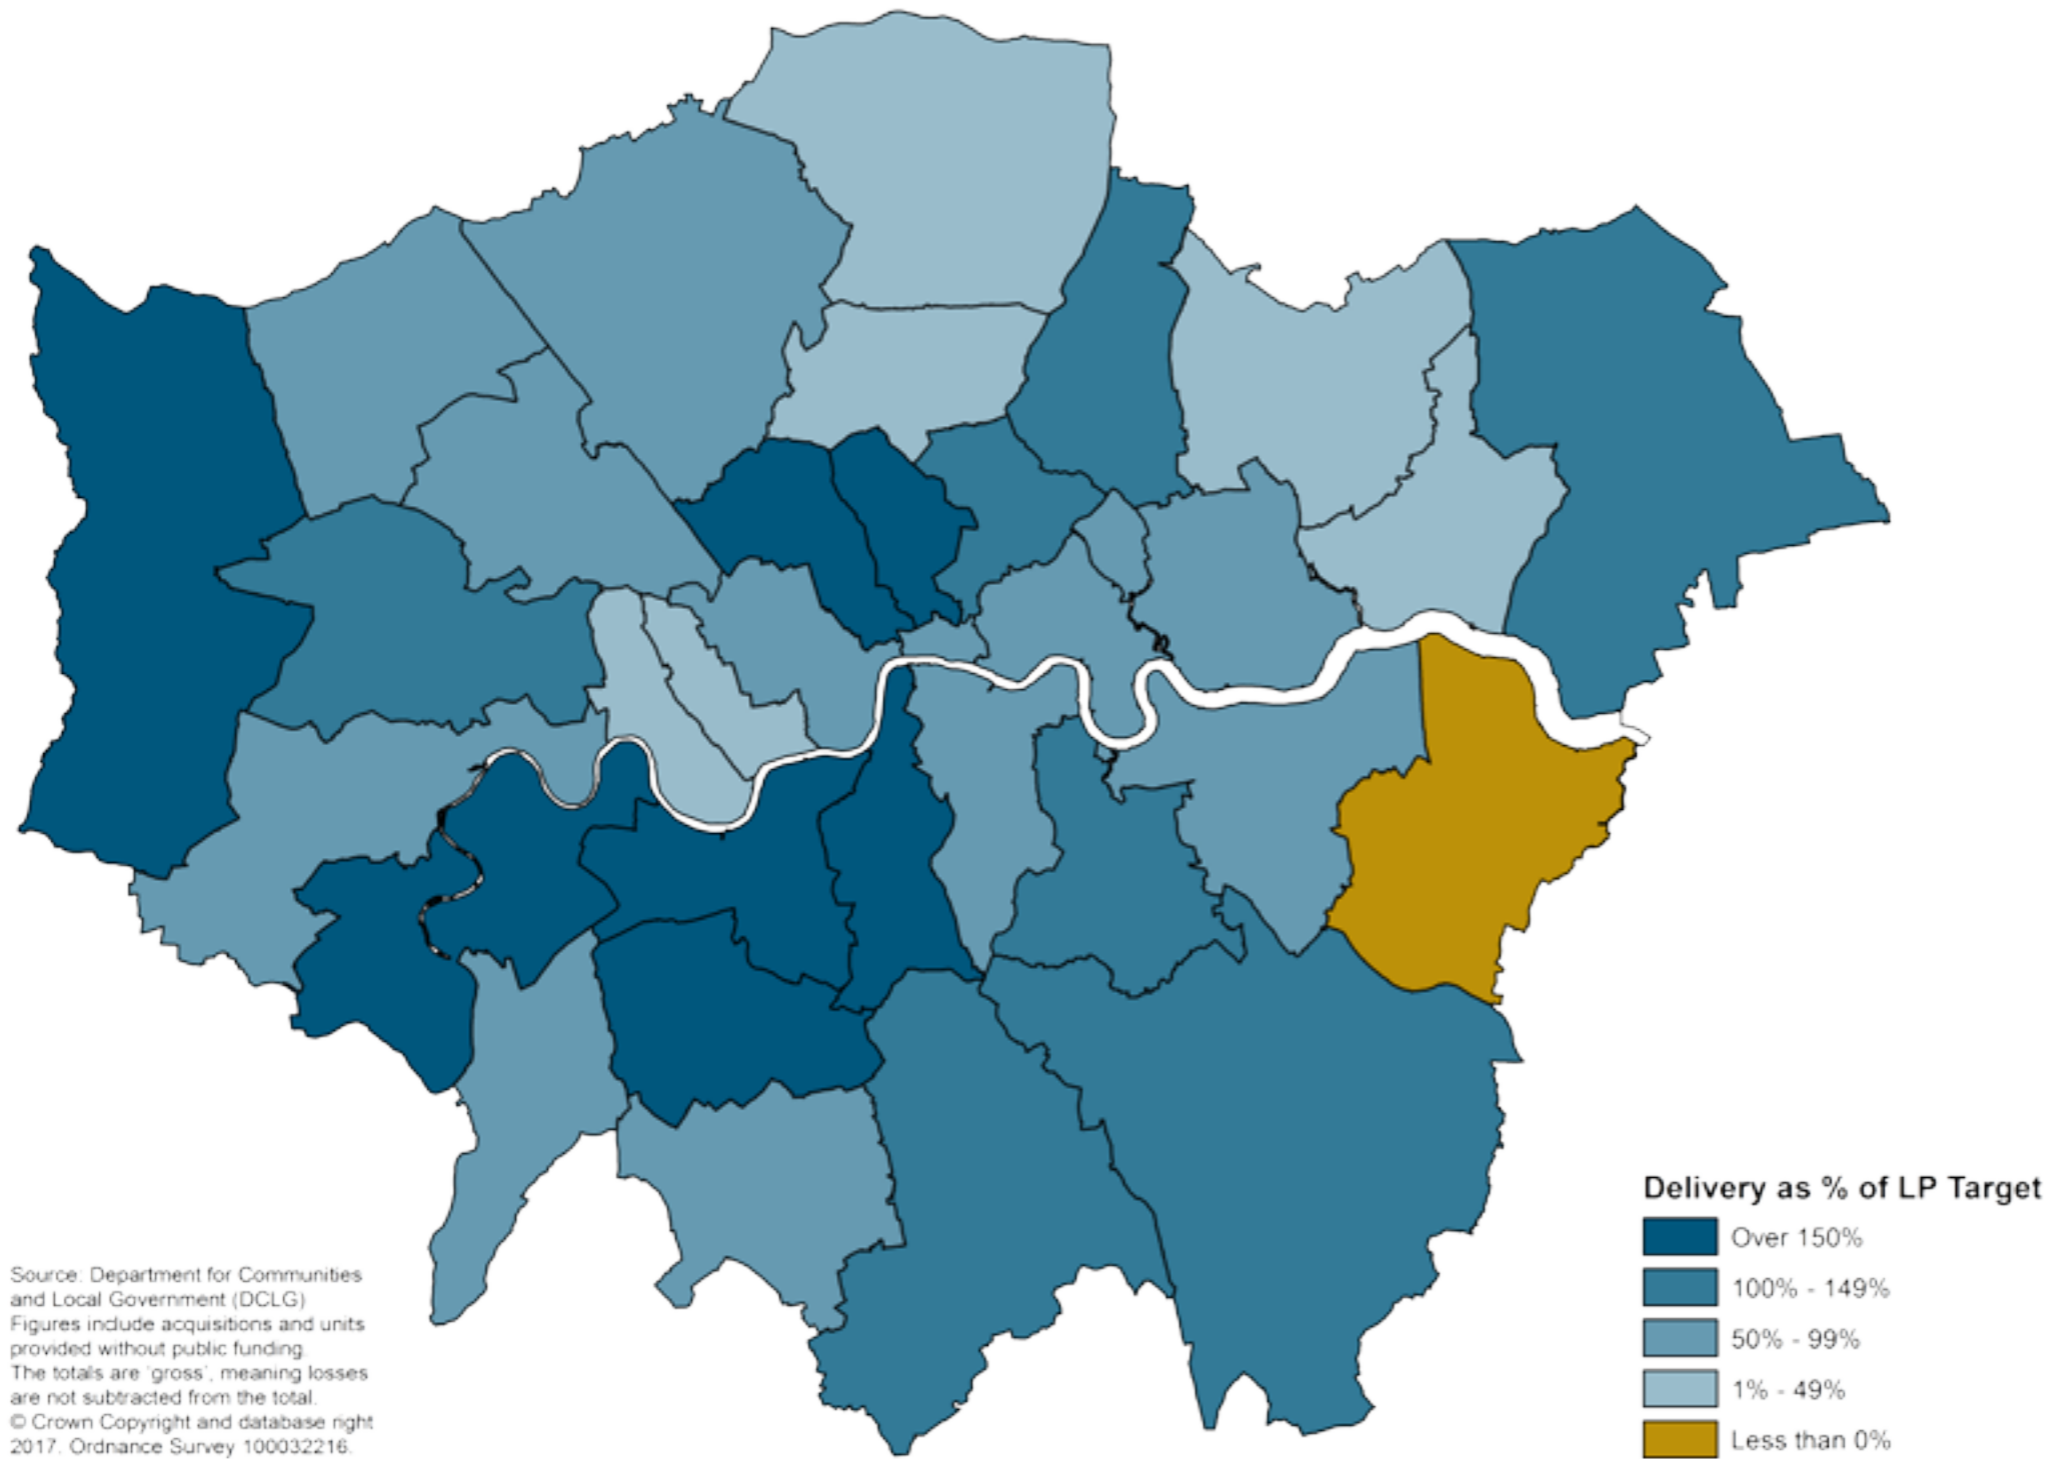 Delivery as % of LP Target
Over 150%
100% - 149%
50% - 99%
1% - 49%
Less than 0%
Source: Department for Communities
and Local Government (DCLG)
Figures include acquisitions and units
provided without public funding.
The totals are 'gross', meaning losses
are not subtracted from the total.
© Crown Copyright and database right
2017. Ordnance Survey 100032216.